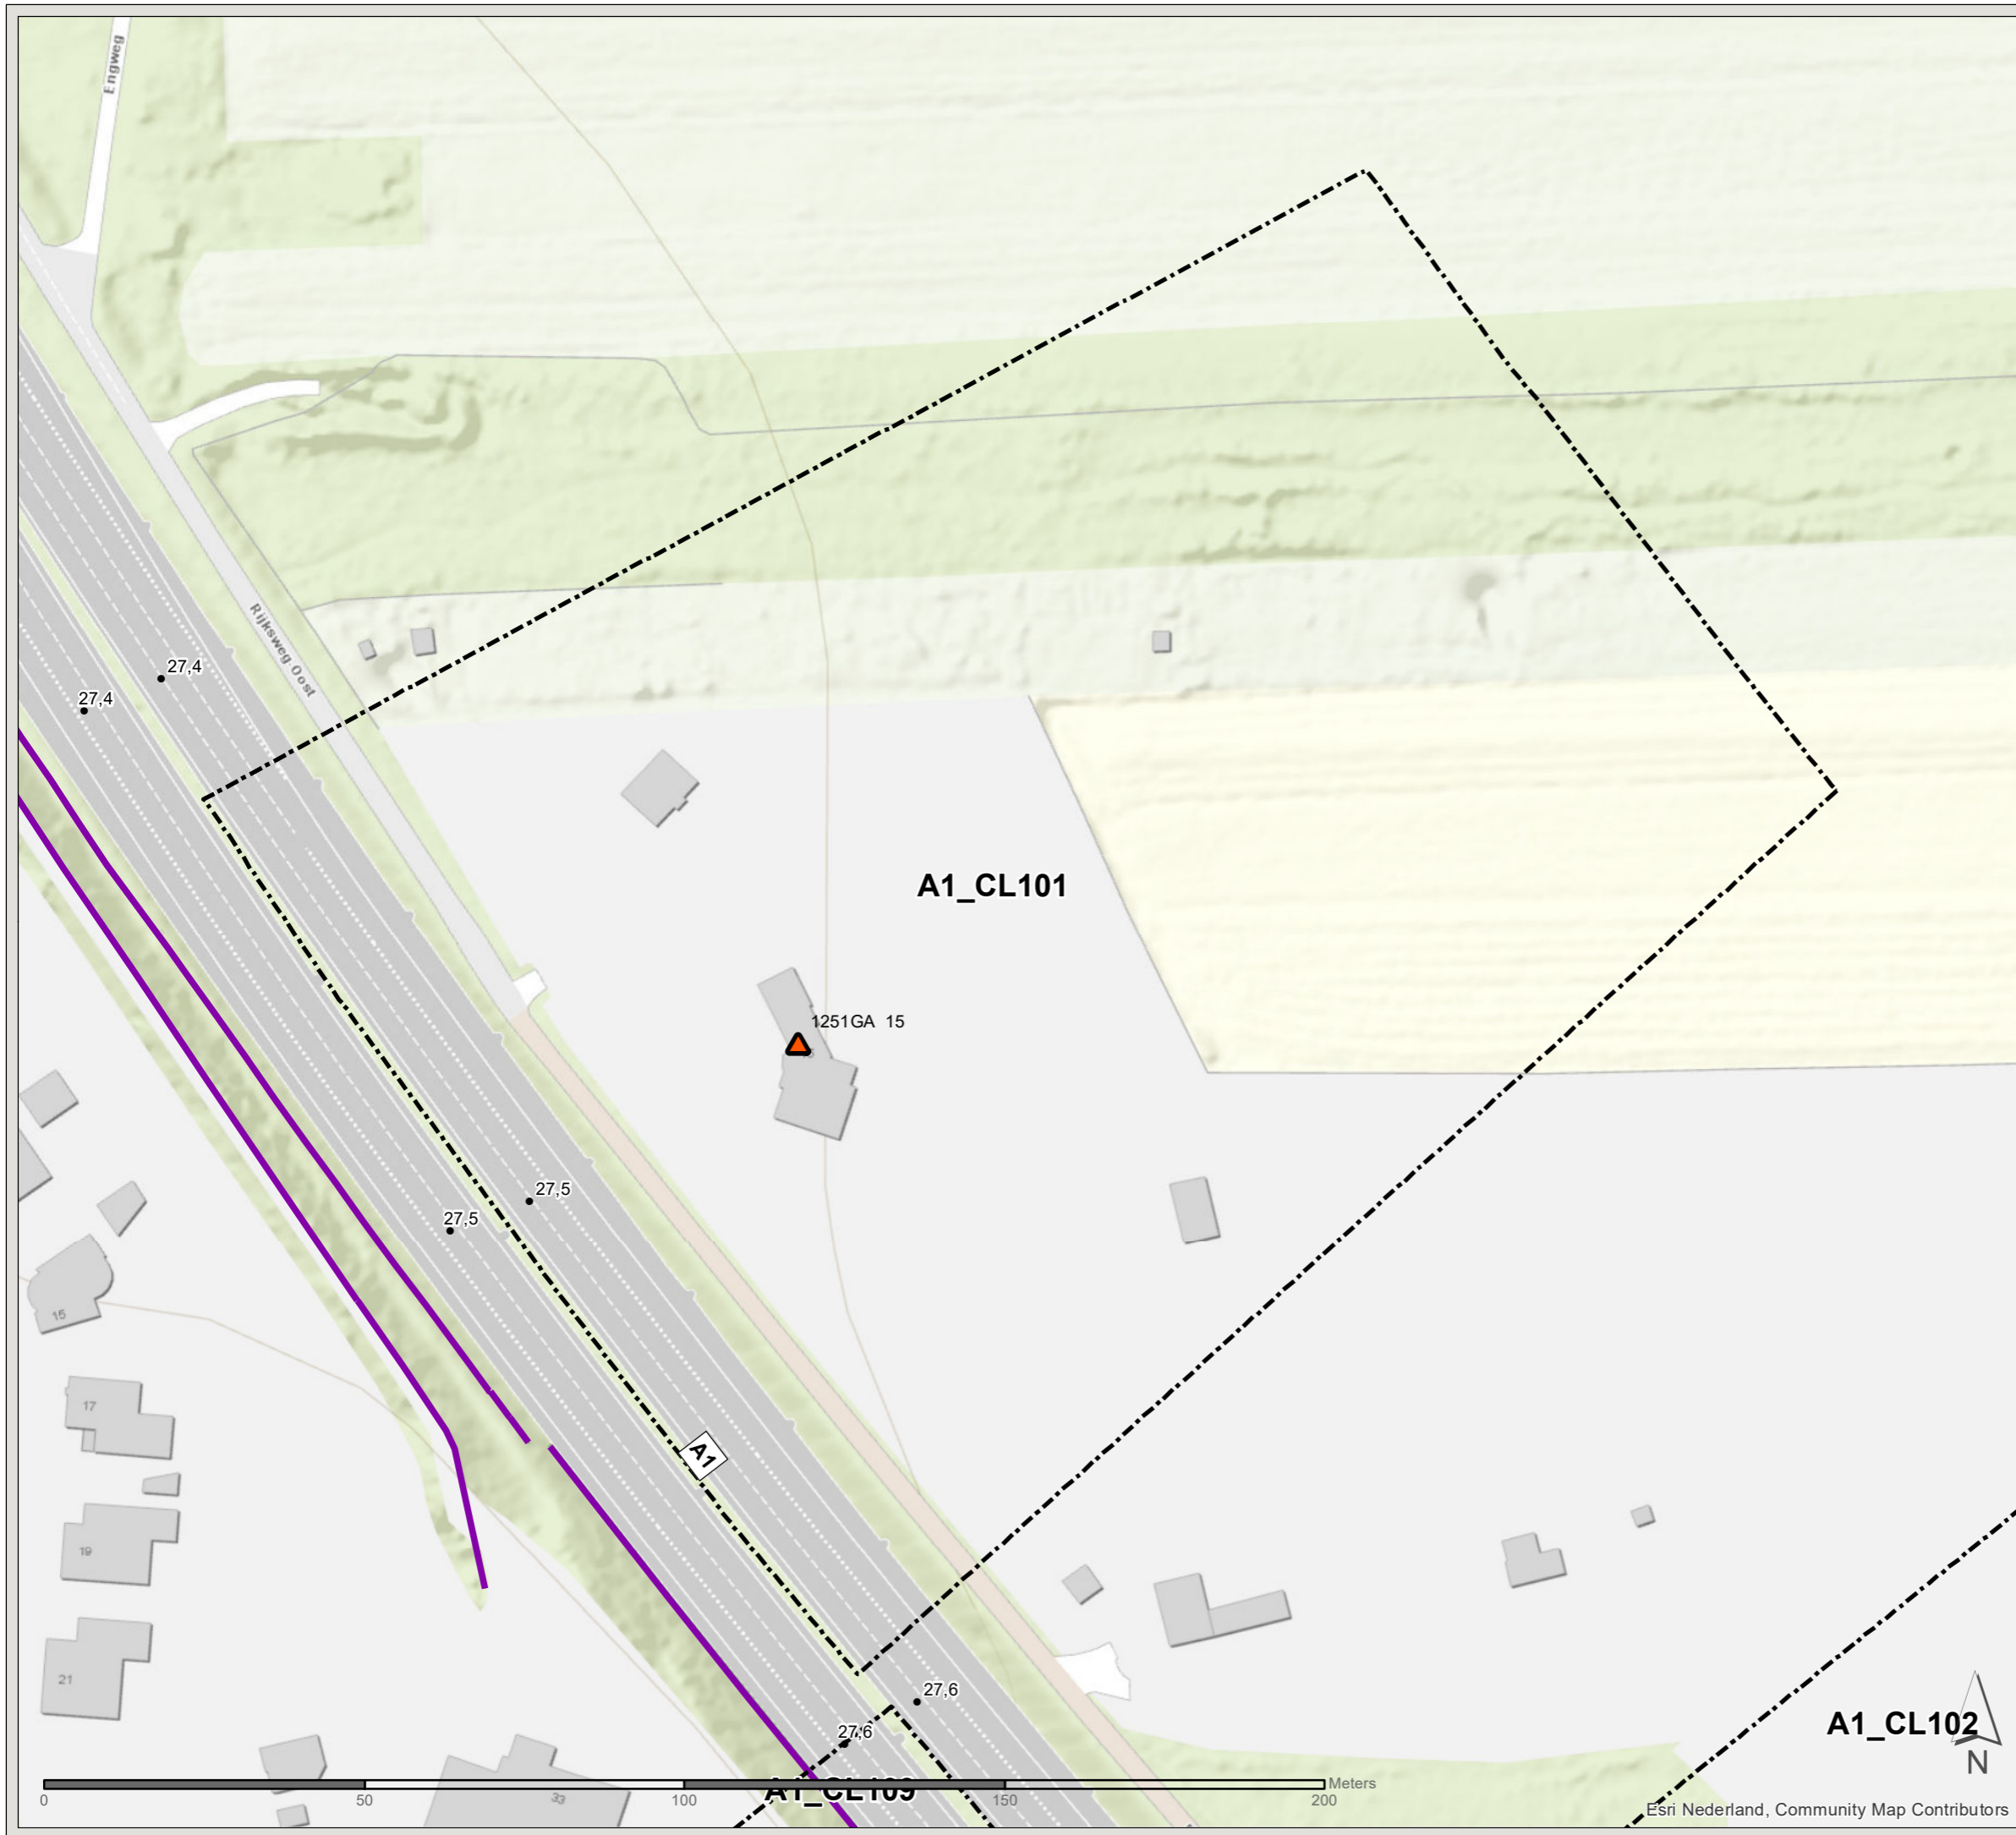 Engweg
Rijksweg Oost
27,4
27,4
A1_CL101
1251GA 15
27,5
27,5
15
A1
17
19
21
27,6
27,6
A1_CL102
N
A1_CL109
33
Meters
0 50 100 150 200
Esri Nederland, Community Map Contributors